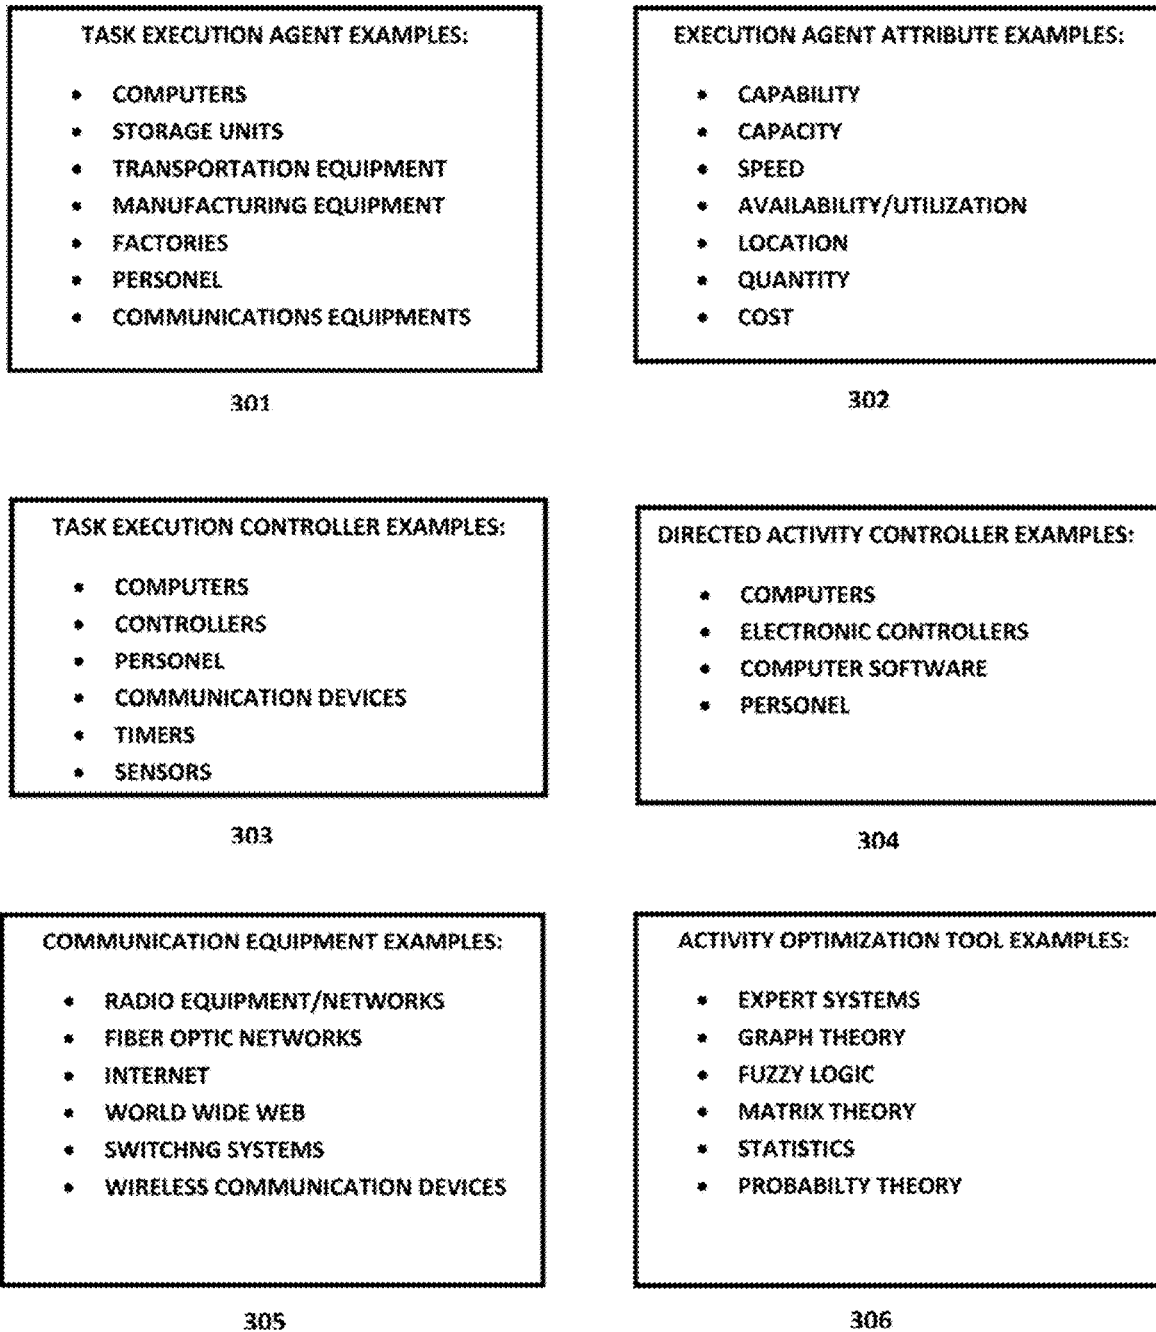 TASK EXECUTION AGENT EXAMPLES:
• COMPUTERS
• STORAGE UNITS
• TRANSPORTATION EQUIPMENT
• MANUFACTURING EQUIPMENT
• FACTORIES
• PERSONEL
• COMMUNICATIONS EQUIPMENTS
301
EXECUTION AGENT ATTRIBUTE EXAMPLES:
• CAPABILITY
• CAPACITY
• SPEED
• AVAILABILITY/UTILIZATION
• LOCATION
• QUANTITY
• COST
302
TASK EXECUTION CONTROLLER EXAMPLES:
• COMPUTERS
• CONTROLLERS
• PERSONEL
• COMMUNICATION DEVICES
• TIMERS
• SENSORS
303
DIRECTED ACTIVITY CONTROLLER EXAMPLES:
• COMPUTERS
• ELECTRONIC CONTROLLERS
• COMPUTER SOFTWARE
• PERSONEL
304
COMMUNICATION EQUIPMENT EXAMPLES:
• RADIO EQUIPMENT/NETWORKS
• FIBER OPTIC NETWORKS
• INTERNET
• WORLD WIDE WEB
• SWITCHNG SYSTEMS
• WIRELESS COMMUNICATION DEVICES
305
ACTIVITY OPTIMIZATION TOOL EXAMPLES:
• EXPERT SYSTEMS
• GRAPH THEORY
• FUZZY LOGIC
• MATRIX THEORY
• STATISTICS
• PROBABILTY THEORY
306